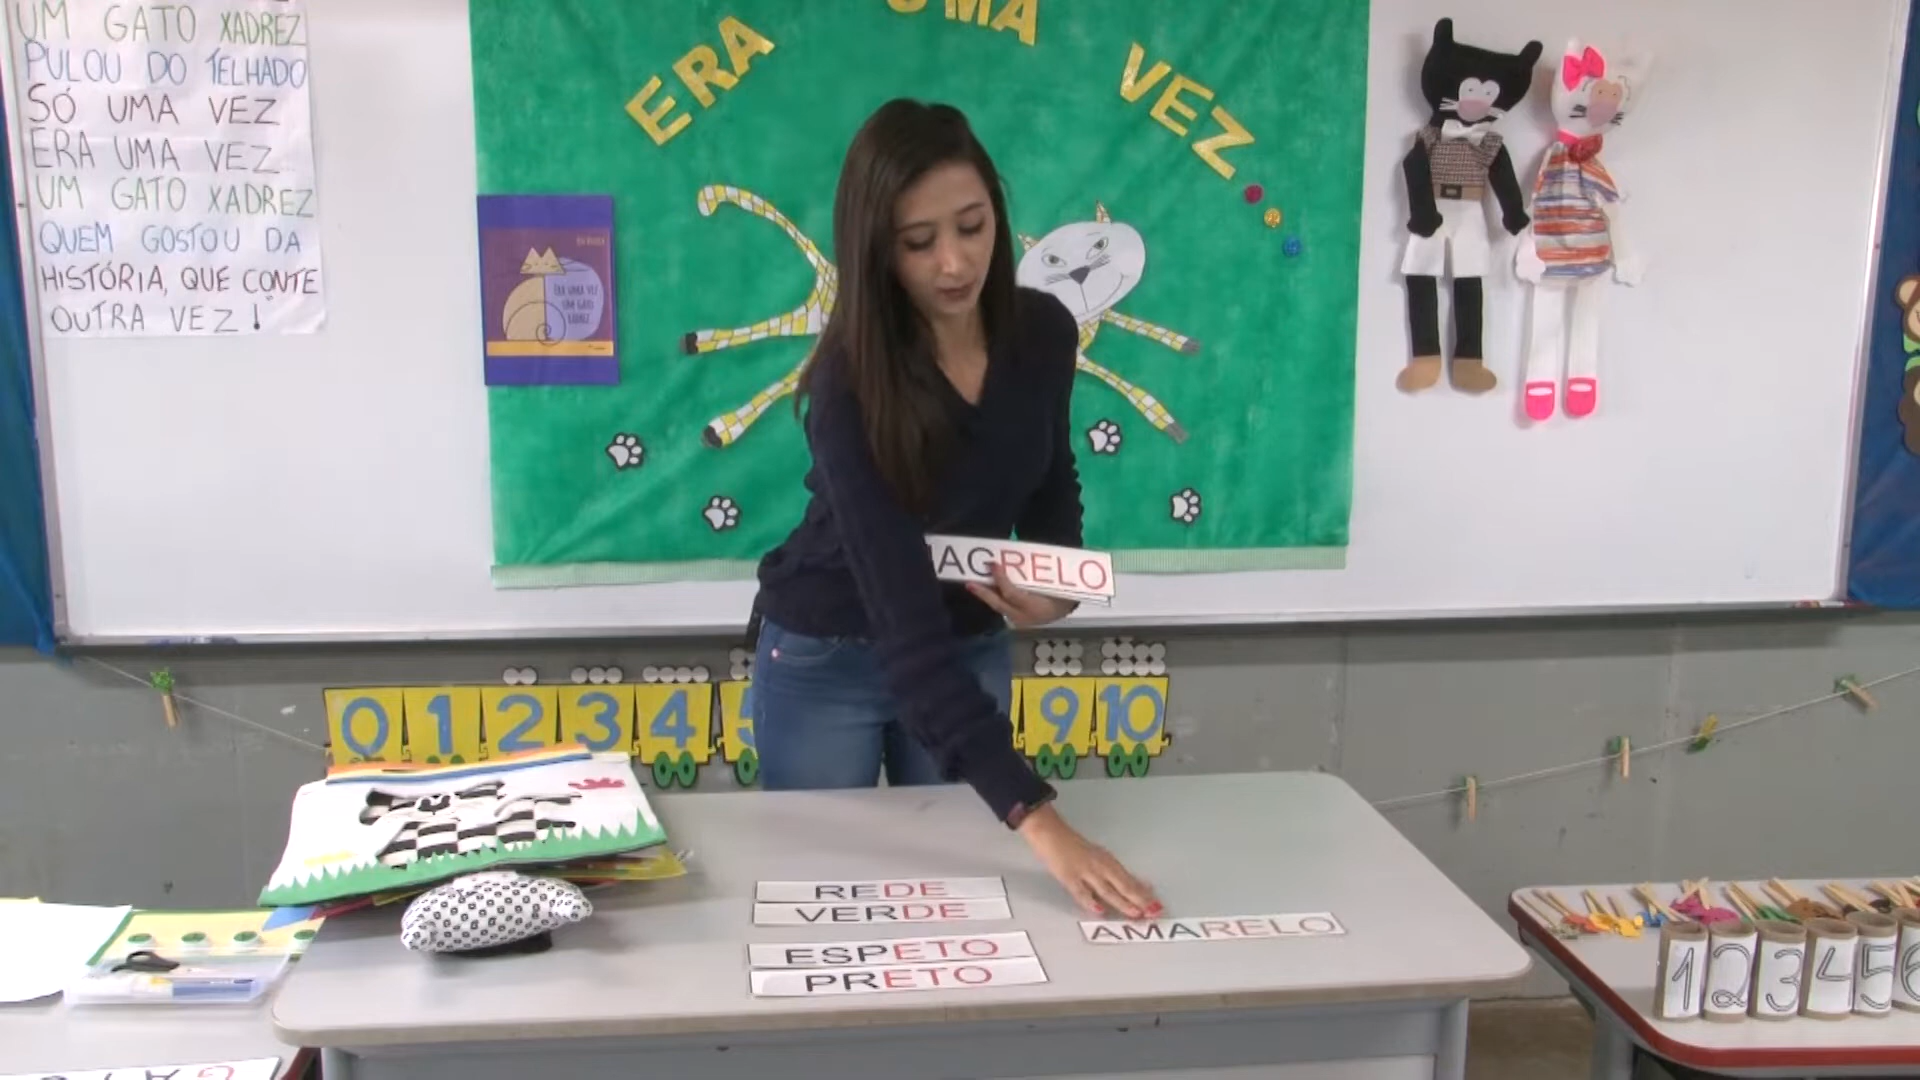 UM GATO XADREZ
PULOU DO TELHADO
SÓ UMA VEZ
ERA UMA VEZ
UM GATO XADREZ
QUEM GOSTOU DA
HISTÓRIA, QUE CONTE
OUTRA VEZ!
ERA UMA VEZ
ERA UMA VEZ
UM GATO
XADREZ
AGRELO
0 1 2 3 4 5 9 10
REDE
VERDE
ESPETO
PRETO
AMARELO
1 2 3 4 5 6